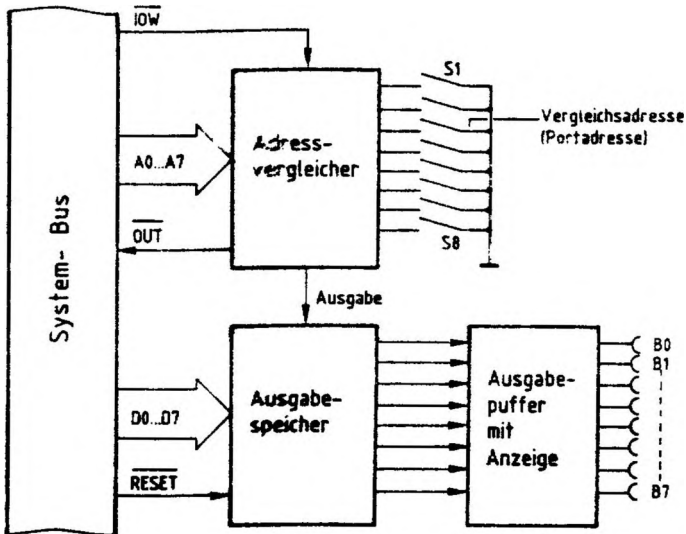 System-Bus
IOW
A0...A7
OUT
Adress-
vergleicher
S1
S8
Vergleichsadresse
(Portadresse)
Ausgabe
D0...D7
RESET
Ausgabe-
speicher
Ausgabe-
puffer
mit
Anzeige
B0
B1
B7